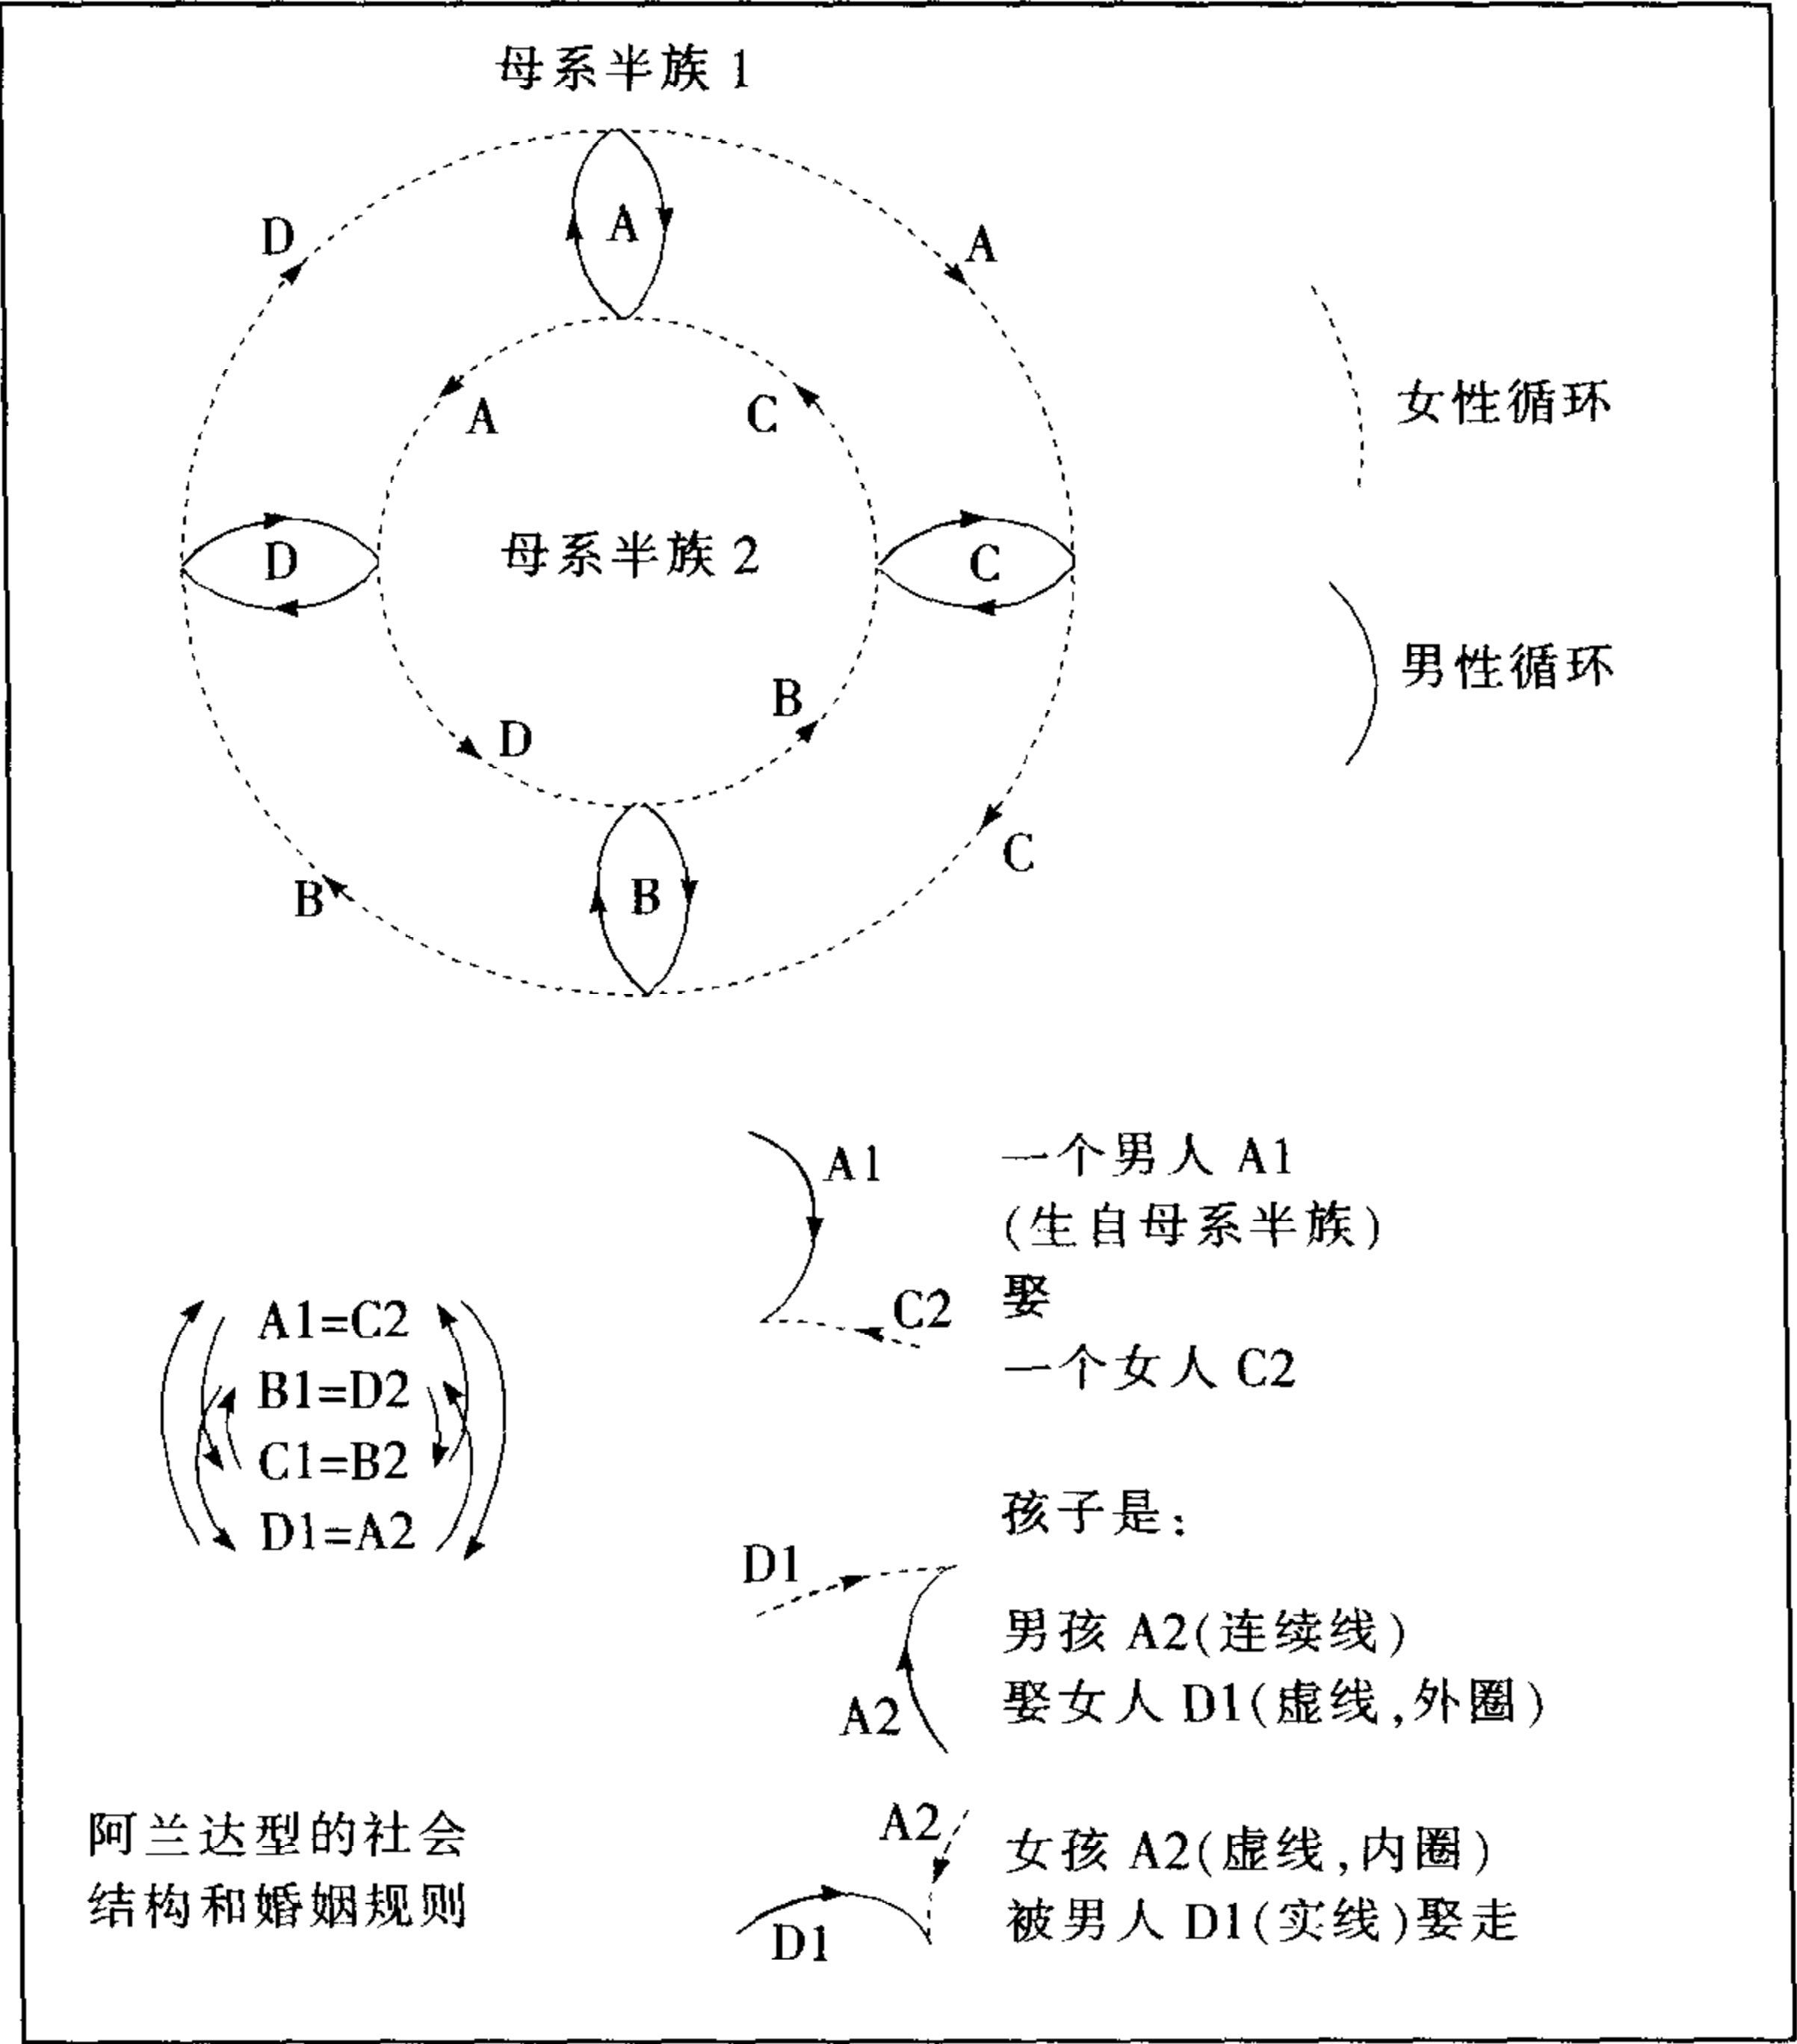 母系半族 1
D
A
A
A
C
母系半族 2
D
C
D
B
B
B
C
女性循环
男性循环
A1
C2
一个男人 A1
(生自母系半族)
娶
一个女人 C2
A1=C2
B1=D2
C1=B2
D1=A2
孩子是:
D1
A2
男孩 A2(连续线)
娶女人 D1(虚线,外圈)
A2
D1
女孩 A2(虚线,内圈)
被男人 D1(实线)娶走
阿兰达型的社会
结构和婚姻规则